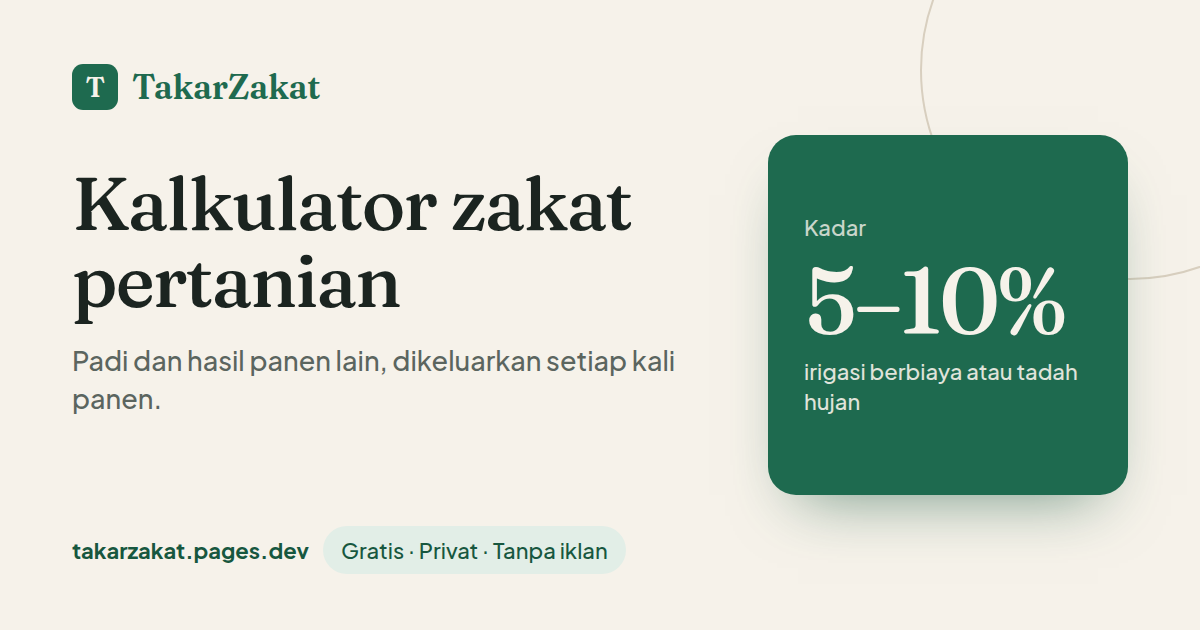 T TakarZakat
Kalkulator zakat
pertanian
Padi dan hasil panen lain, dikeluarkan setiap kali
panen.
takarzakat.pages.dev
Gratis · Privat · Tanpa iklan
Kadar
5–10%
irigasi berbiaya atau tadah
hujan